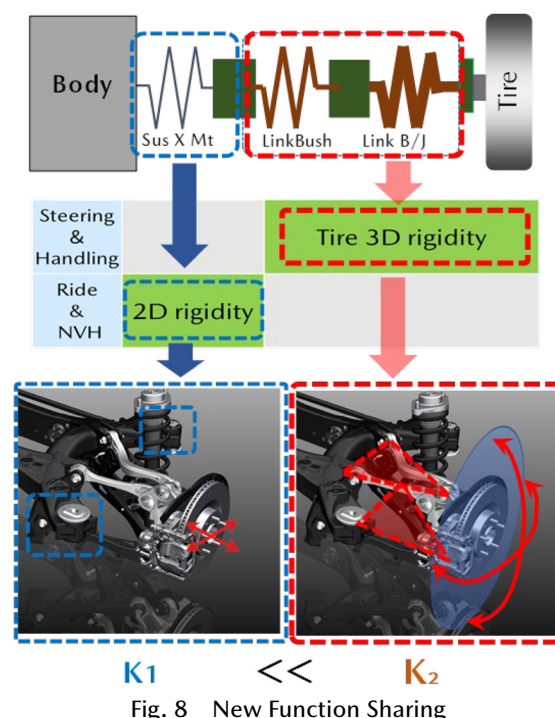 Body
Tire
Sus X Mt
LinkBush
Link B/J
Steering
&
Handling
Tire 3D rigidity
Ride
&
NVH
2D rigidity
K1 << K2
Fig. 8 New Function Sharing